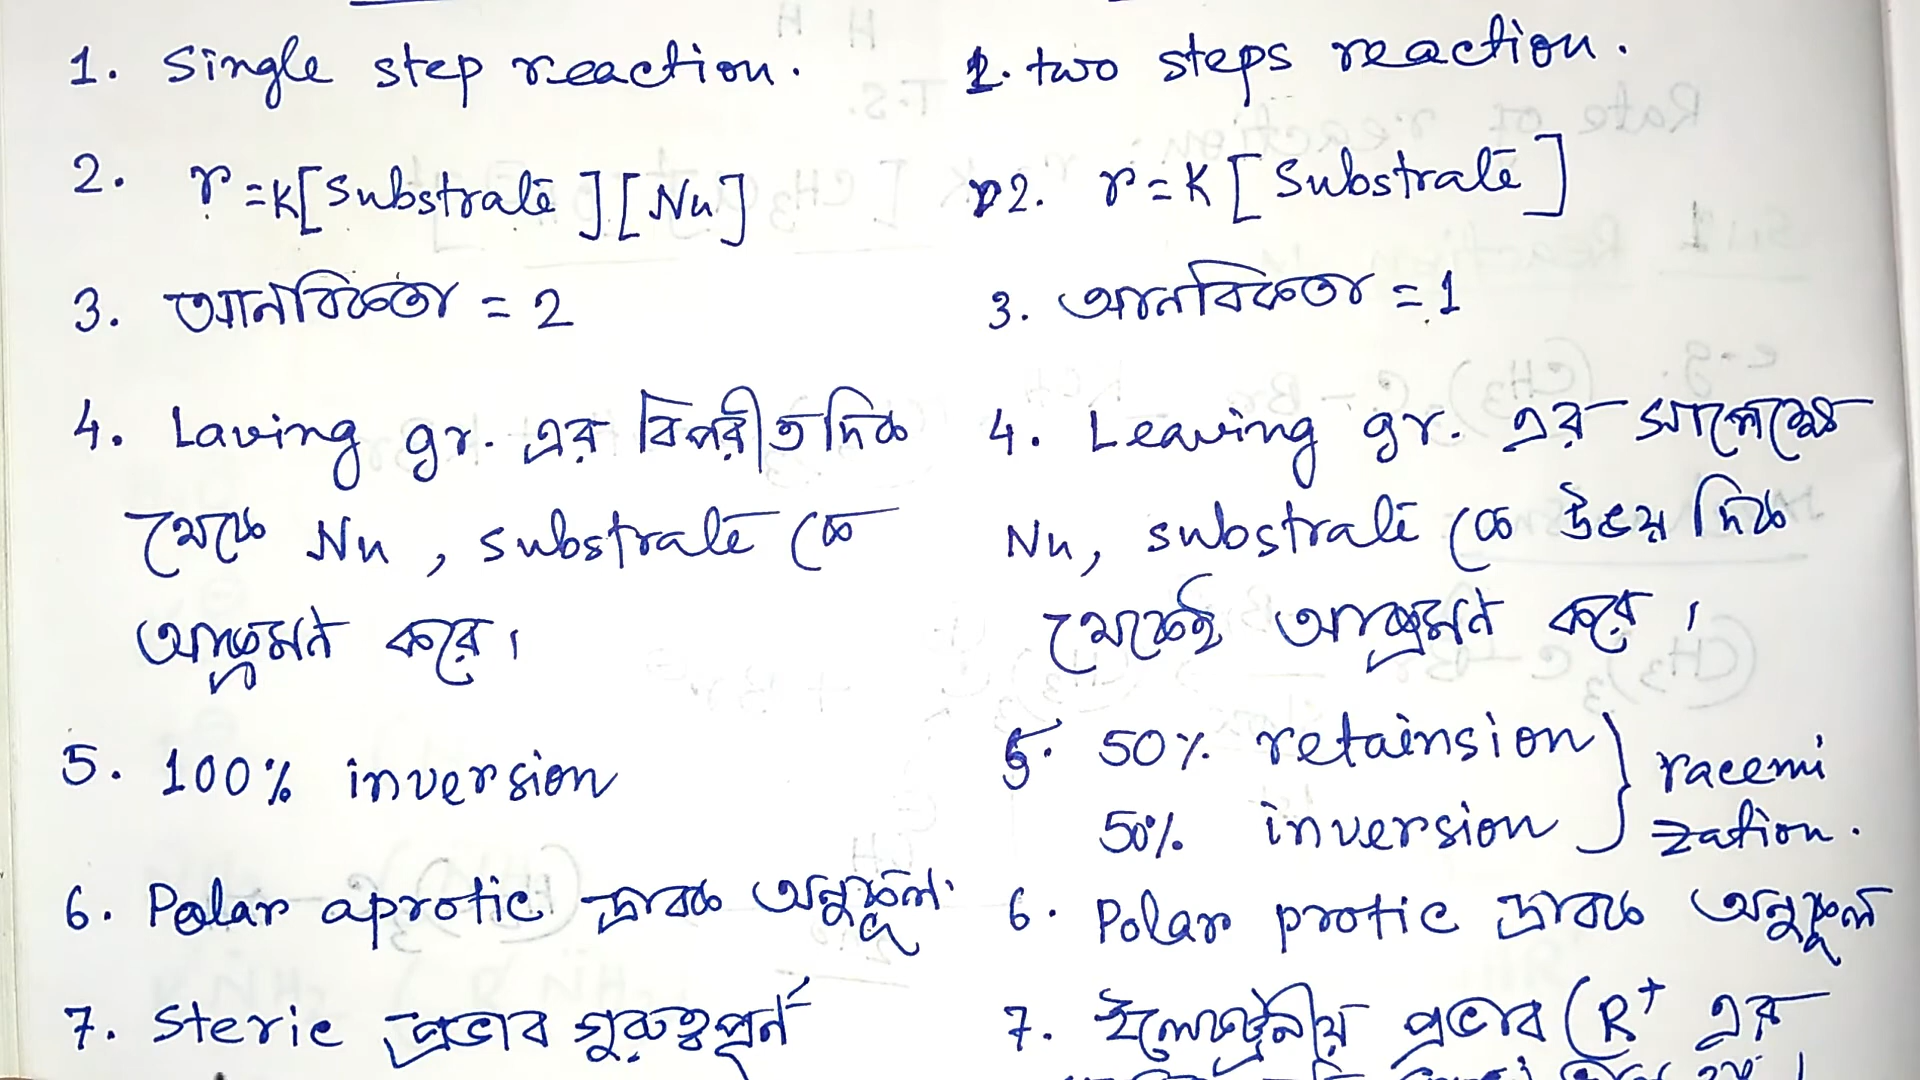 1. Single step reaction.
2. r = K[Substrate][Nu]
3. আনবিকতা = 2
4. Laving gr. এর বিপরীত দিক
থেকে Nu, substrate কে
আক্রমন করে।
5. 100% inversion
6. Polar aprotic দ্রাবক অনুকূল
7. Steric প্রভাব গুরুত্বপূর্ন
1. two steps reaction.
2. r = K[Substrate]
3. আনবিকতা = 1
4. Leaving gr. এর সাপেক্ষে
Nu, substrate কে উভয় দিক
থেকেই আক্রমন করে।
5. 50% retainsion
50% inversion
racemi
zation.
6. Polar protic দ্রাবক অনুকূল
7. ইলেকট্রনীয় প্রভাব (R+ এর